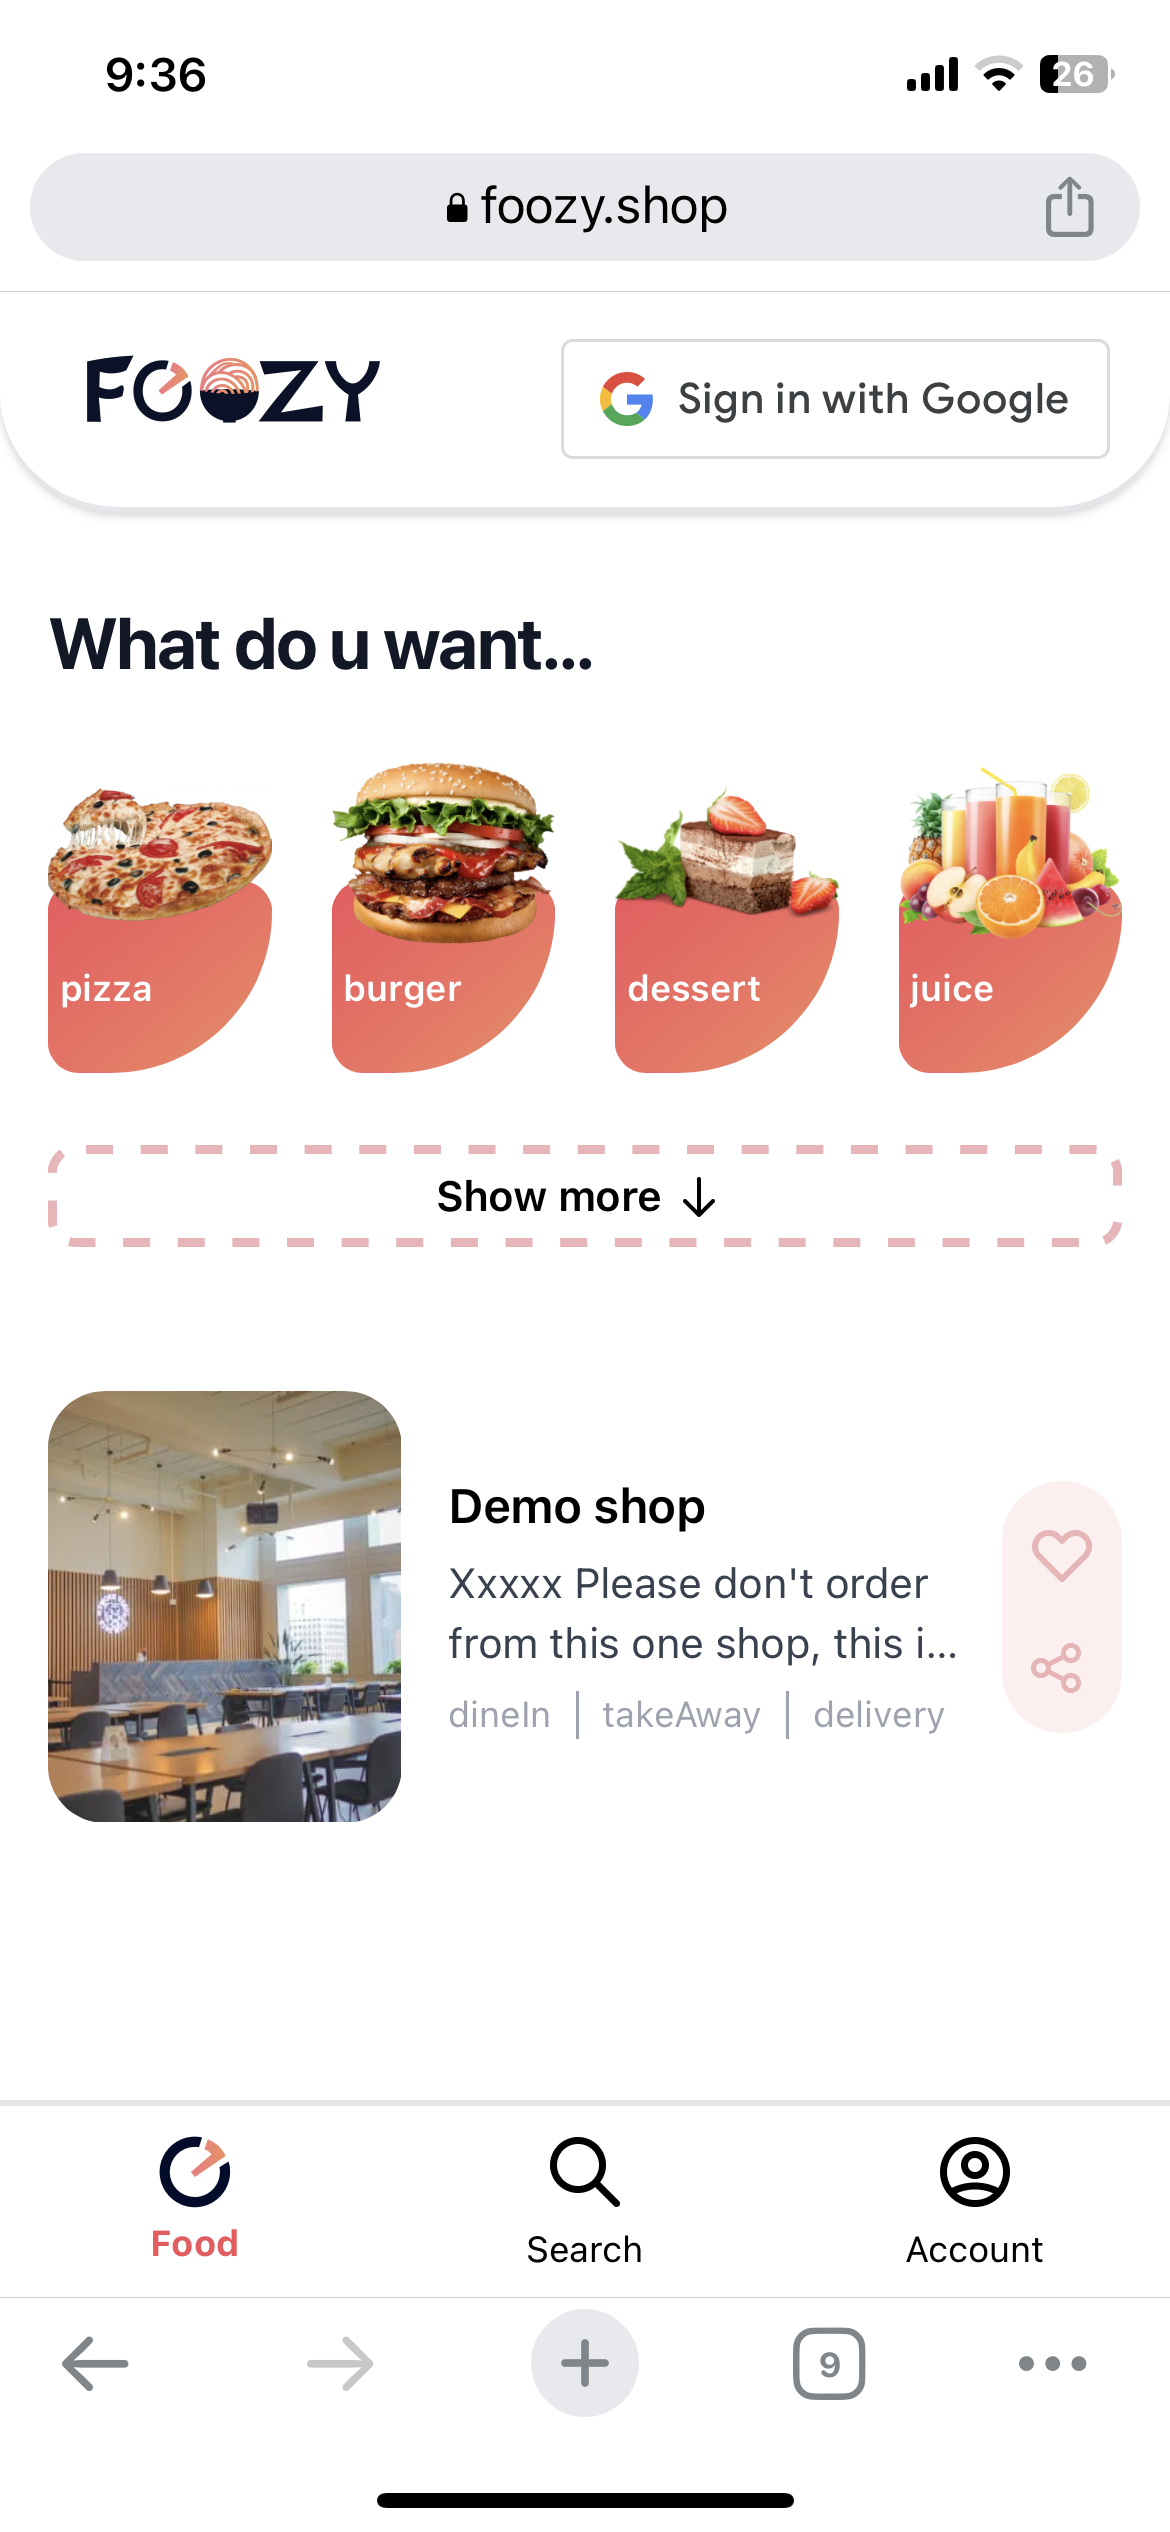 9:36
26
foozy.shop
FOOZY
Sign in with Google
What do u want...
pizza
burger
dessert
juice
Show more ↓
Demo shop
Xxxxx Please don't order
from this one shop, this i...
dineIn | takeAway | delivery
Food
Search
Account
9